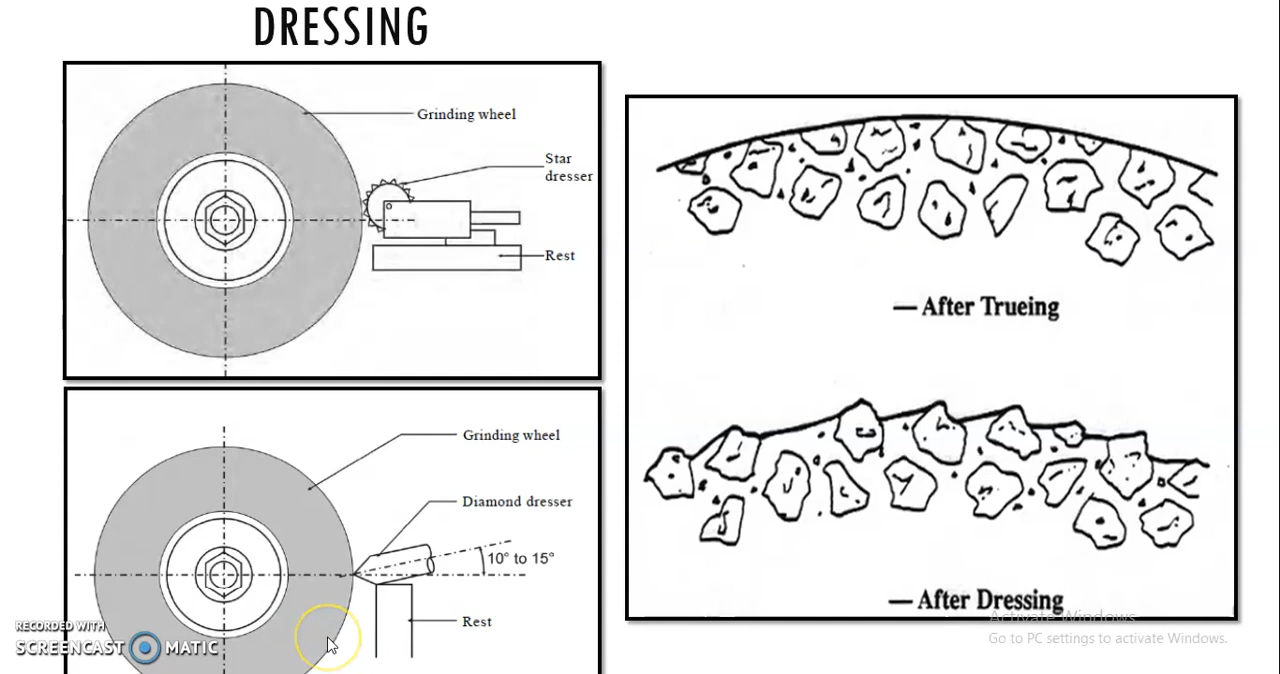 DRESSING
Grinding wheel
Star
dresser
Rest
Grinding wheel
Diamond dresser
10° to 15°
Rest
— After Trueing
— After Dressing
RECORDED WITH
SCREENCAST MATIC
Activate Windows
Go to PC settings to activate Windows.